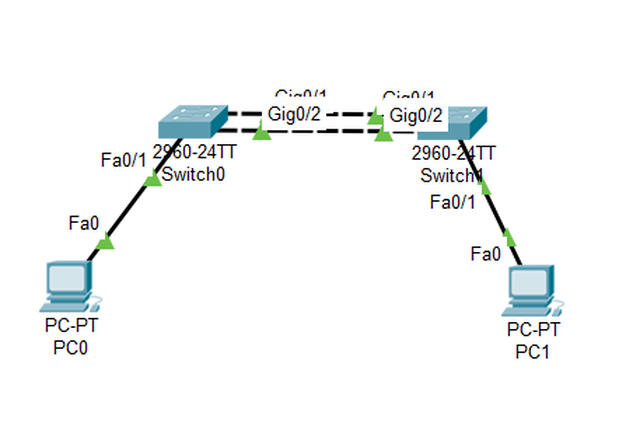 Gig0/1
Gig0/1
Gig0/2
Gig0/2
2960-24TT
Switch0
2960-24TT
Switch1
Fa0/1
Fa0/1
Fa0
Fa0
PC-PT
PC0
PC-PT
PC1